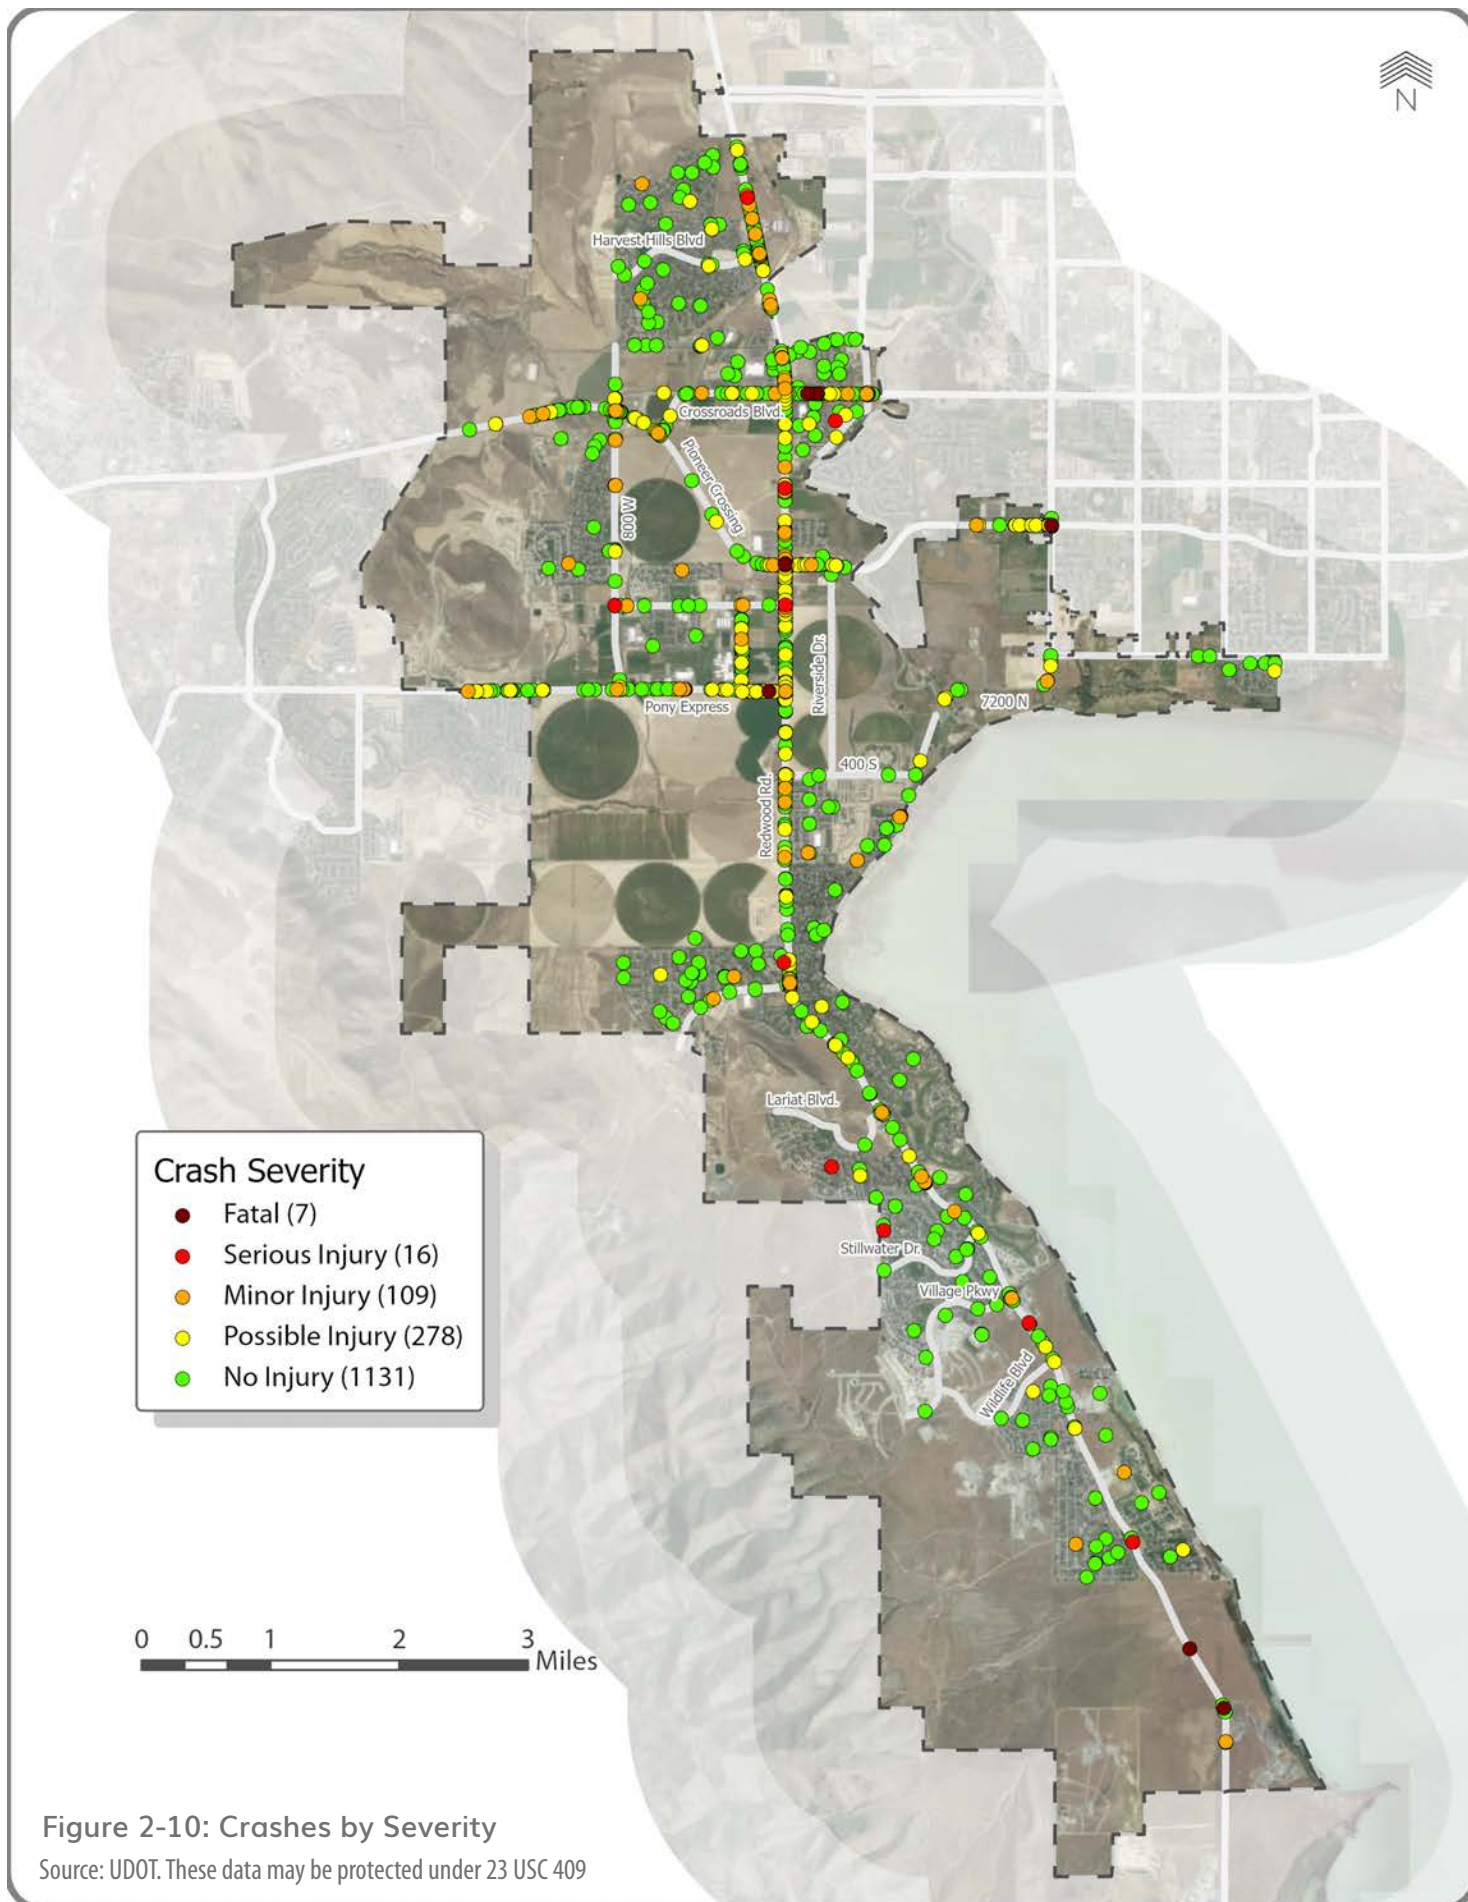 N
Harvest Hills Blvd
Crossroads Blvd.
Pioneer Crossing
800 W
Riverside Dr.
7200 N
Pony Express
400 S
Redwood Rd.
Lariat Blvd.
Stillwater Dr.
Village Pkwy
Wildlife Blvd
Crash Severity
Fatal (7)
Serious Injury (16)
Minor Injury (109)
Possible Injury (278)
No Injury (1131)
0 0.5 1 2 3
Miles
Figure 2-10: Crashes by Severity
Source: UDOT. These data may be protected under 23 USC 409